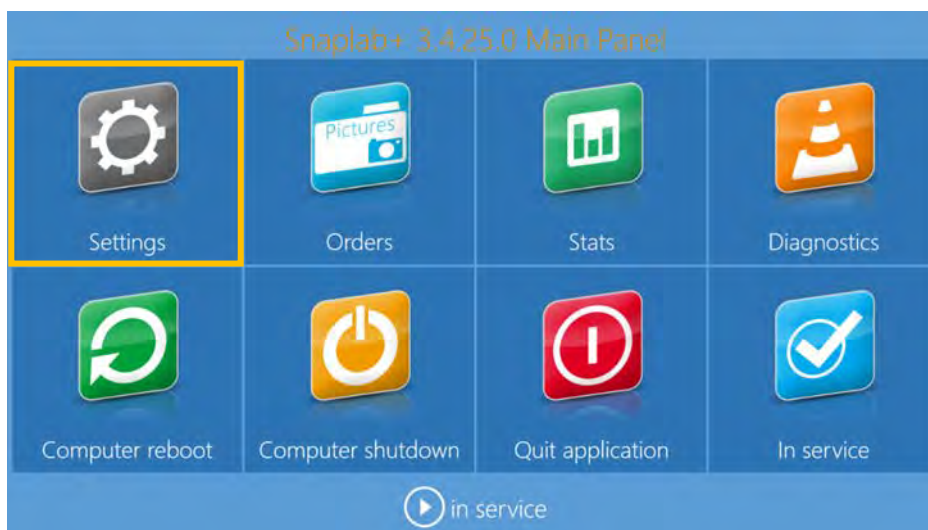 Snaplab+ 3.4.25.0 Main Panel
Pictures
Settings Orders Stats Diagnostics
Computer reboot Computer shutdown Quit application In service
in service